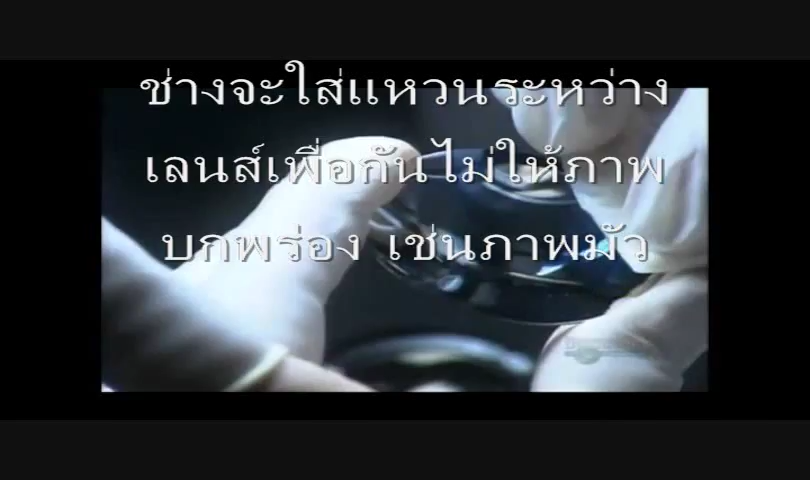 ช่างจะใส่แหวนระหว่าง
เลนส์เพื่อกันไม่ให้ภาพ
บกพร่อง เช่นภาพมัว